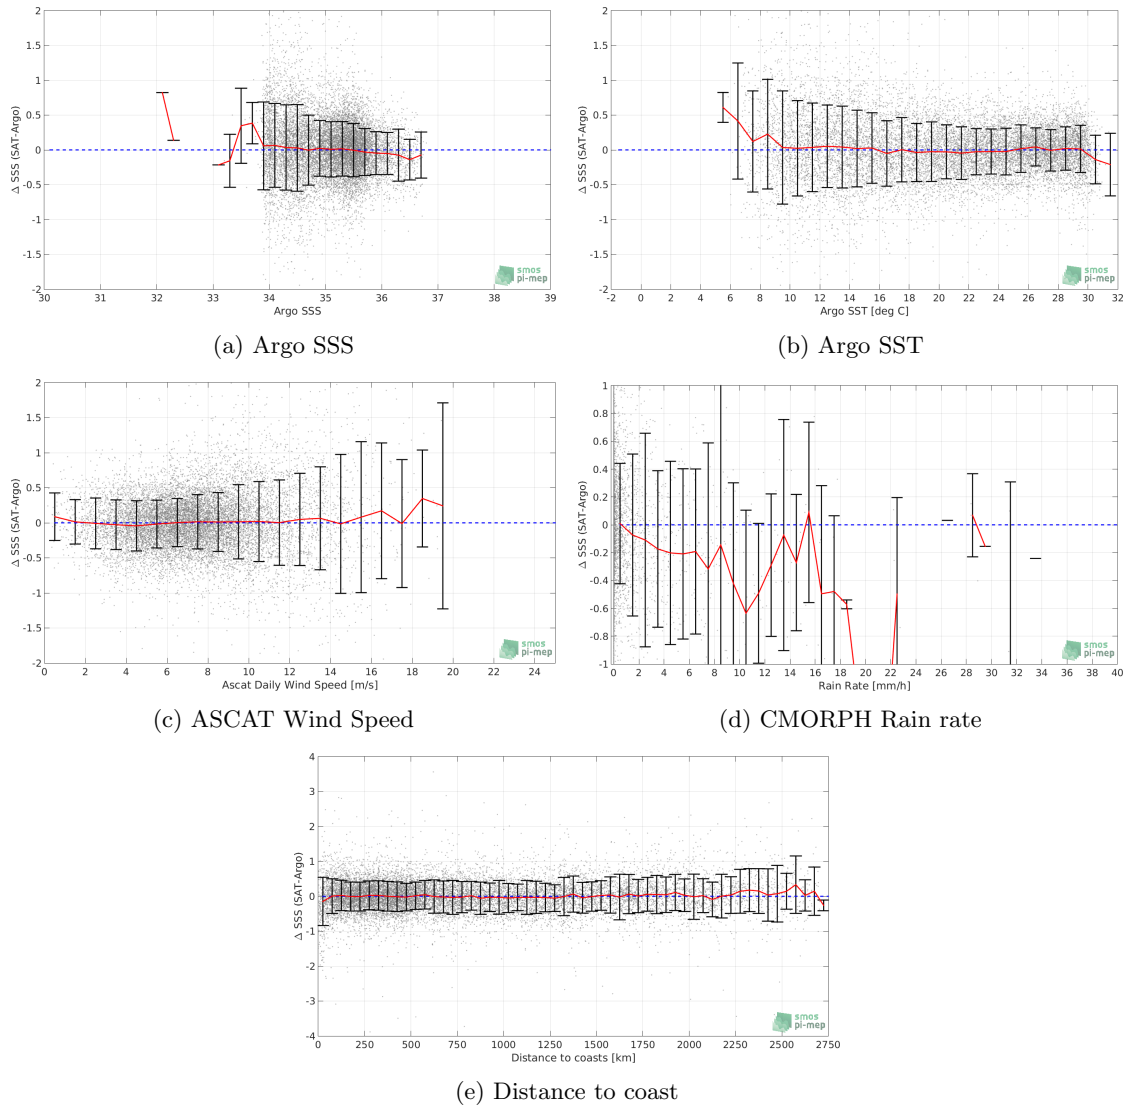 2
1.5
1
0.5
0
-0.5
-1
-1.5
-2
Δ SSS (SAT-Argo)
30 31 32 33 34 35 36 37 38 39
Argo SSS
smos
pi-mep
(a) Argo SSS
2
1.5
1
0.5
0
-0.5
-1
-1.5
-2
Δ SSS (SAT-Argo)
-2 0 2 4 6 8 10 12 14 16 18 20 22 24 26 28 30 32
Argo SST [deg C]
smos
pi-mep
(b) Argo SST
2
1.5
1
0.5
0
-0.5
-1
-1.5
-2
Δ SSS (SAT-Argo)
0 2 4 6 8 10 12 14 16 18 20 22 24
Ascat Daily Wind Speed [m/s]
smos
pi-mep
(c) ASCAT Wind Speed
1
0.8
0.6
0.4
0.2
0
-0.2
-0.4
-0.6
-0.8
-1
Δ SSS (SAT-Argo)
0 2 4 6 8 10 12 14 16 18 20 22 24 26 28 30 32 34 36 38 40
Rain Rate [mm/h]
smos
pi-mep
(d) CMORPH Rain rate
4
3
2
1
0
-1
-2
-3
-4
Δ SSS (SAT-Argo)
0 250 500 750 1000 1250 1500 1750 2000 2250 2500 2750
Distance to coasts [km]
smos
pi-mep
(e) Distance to coast